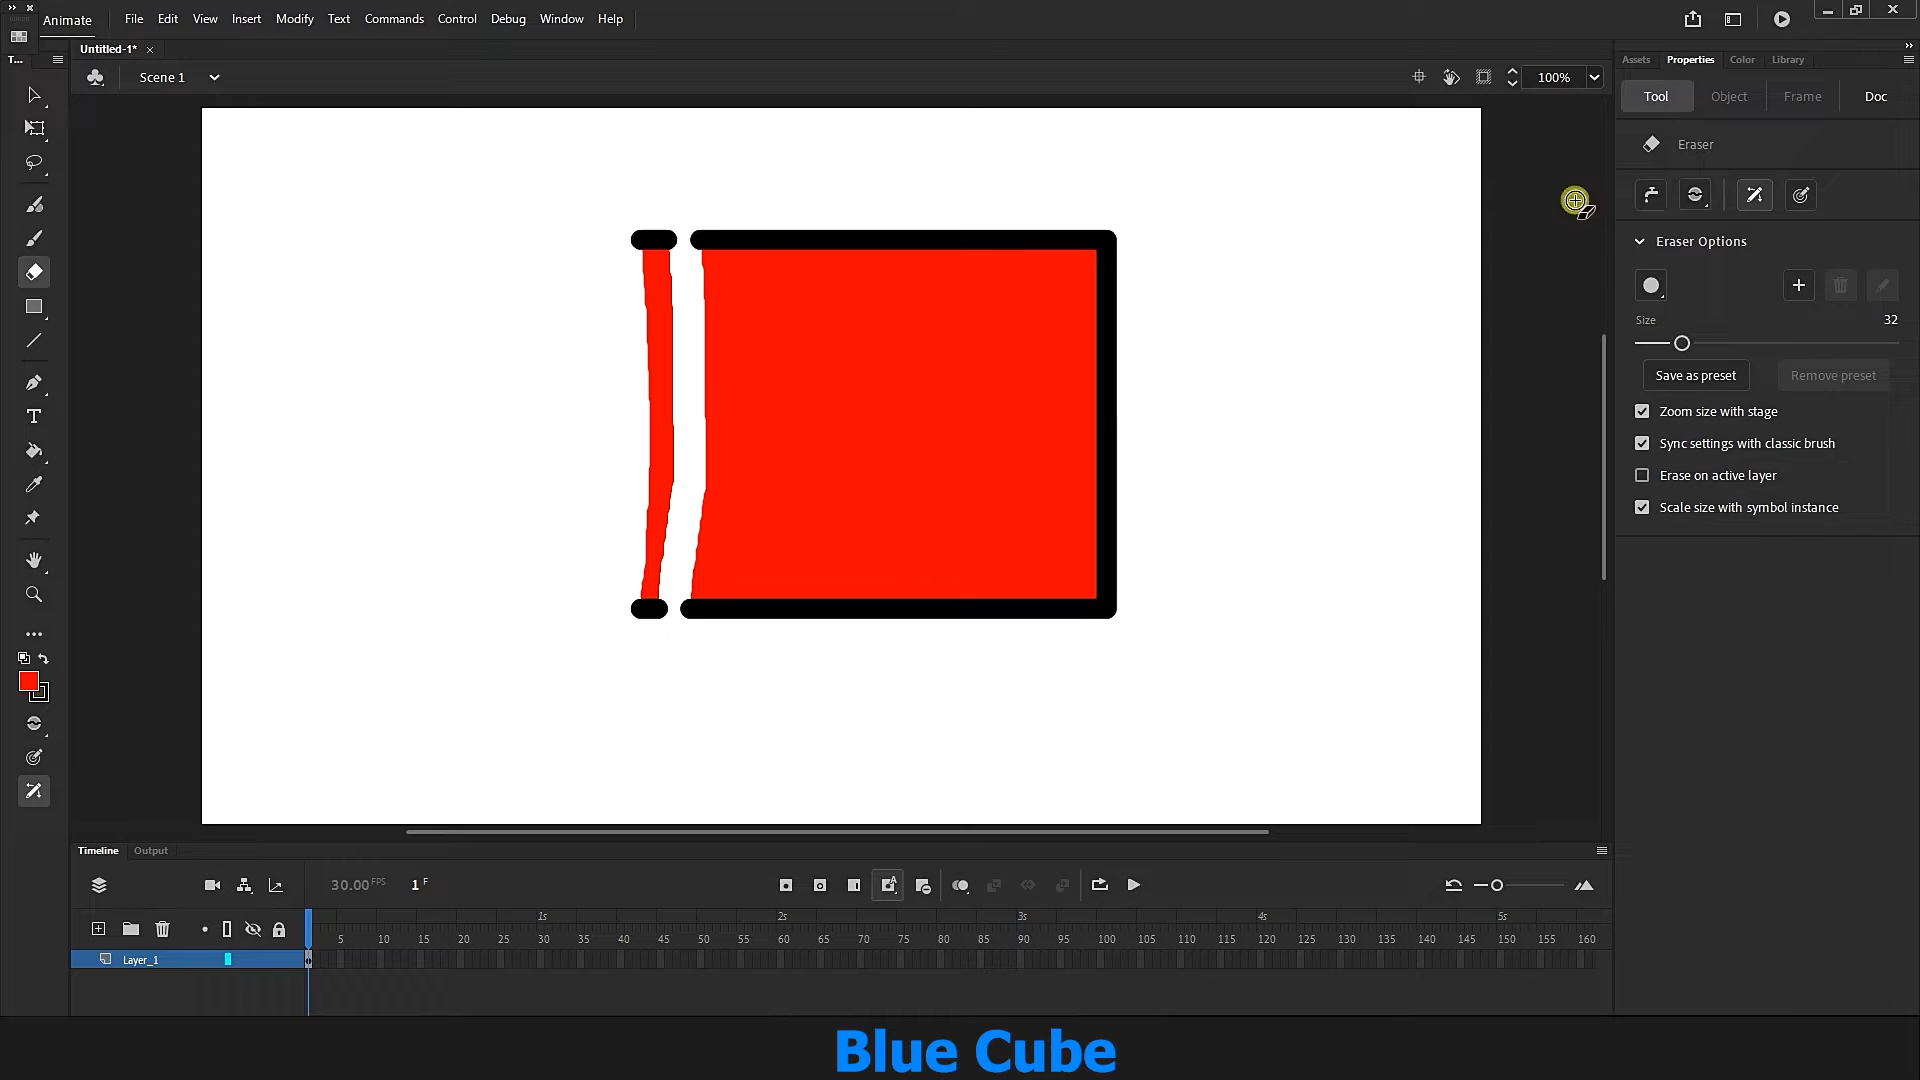 Animate File Edit View Insert Modify Text Commands Control Debug Window Help
Untitled-1* ×
T...
Scene 1
100%
Assets Properties Color Library
Tool Object Frame Doc
Eraser
Eraser Options
Size 32
Save as preset Remove preset
Zoom size with stage
Sync settings with classic brush
Erase on active layer
Scale size with symbol instance
Timeline Output
30.00 FPS 1 F
1s 2s 3s 4s 5s
5 10 15 20 25 30 35 40 45 50 55 60 65 70 75 80 85 90 95 100 105 110 115 120 125 130 135 140 145 150 155 160
Layer_1
Blue Cube